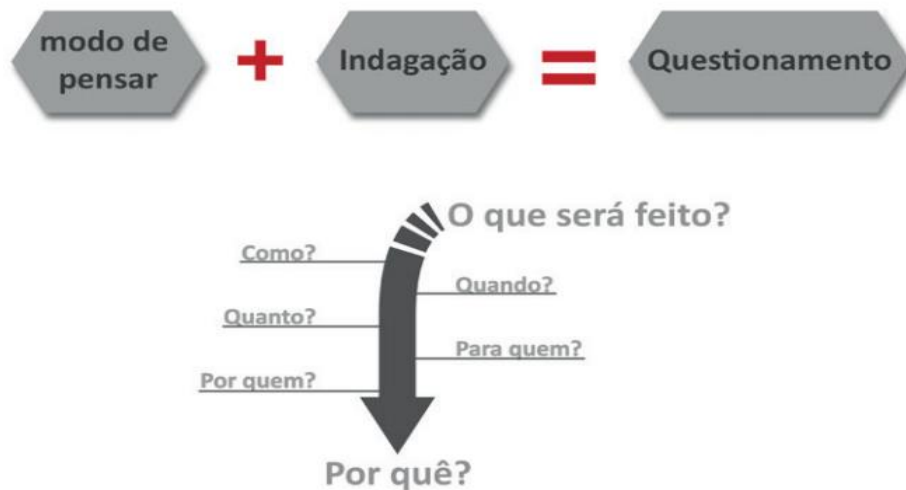 modo de
pensar
+
Indagação
=
Questionamento
O que será feito?
Como?
Quando?
Quanto?
Para quem?
Por quem?
Por quê?